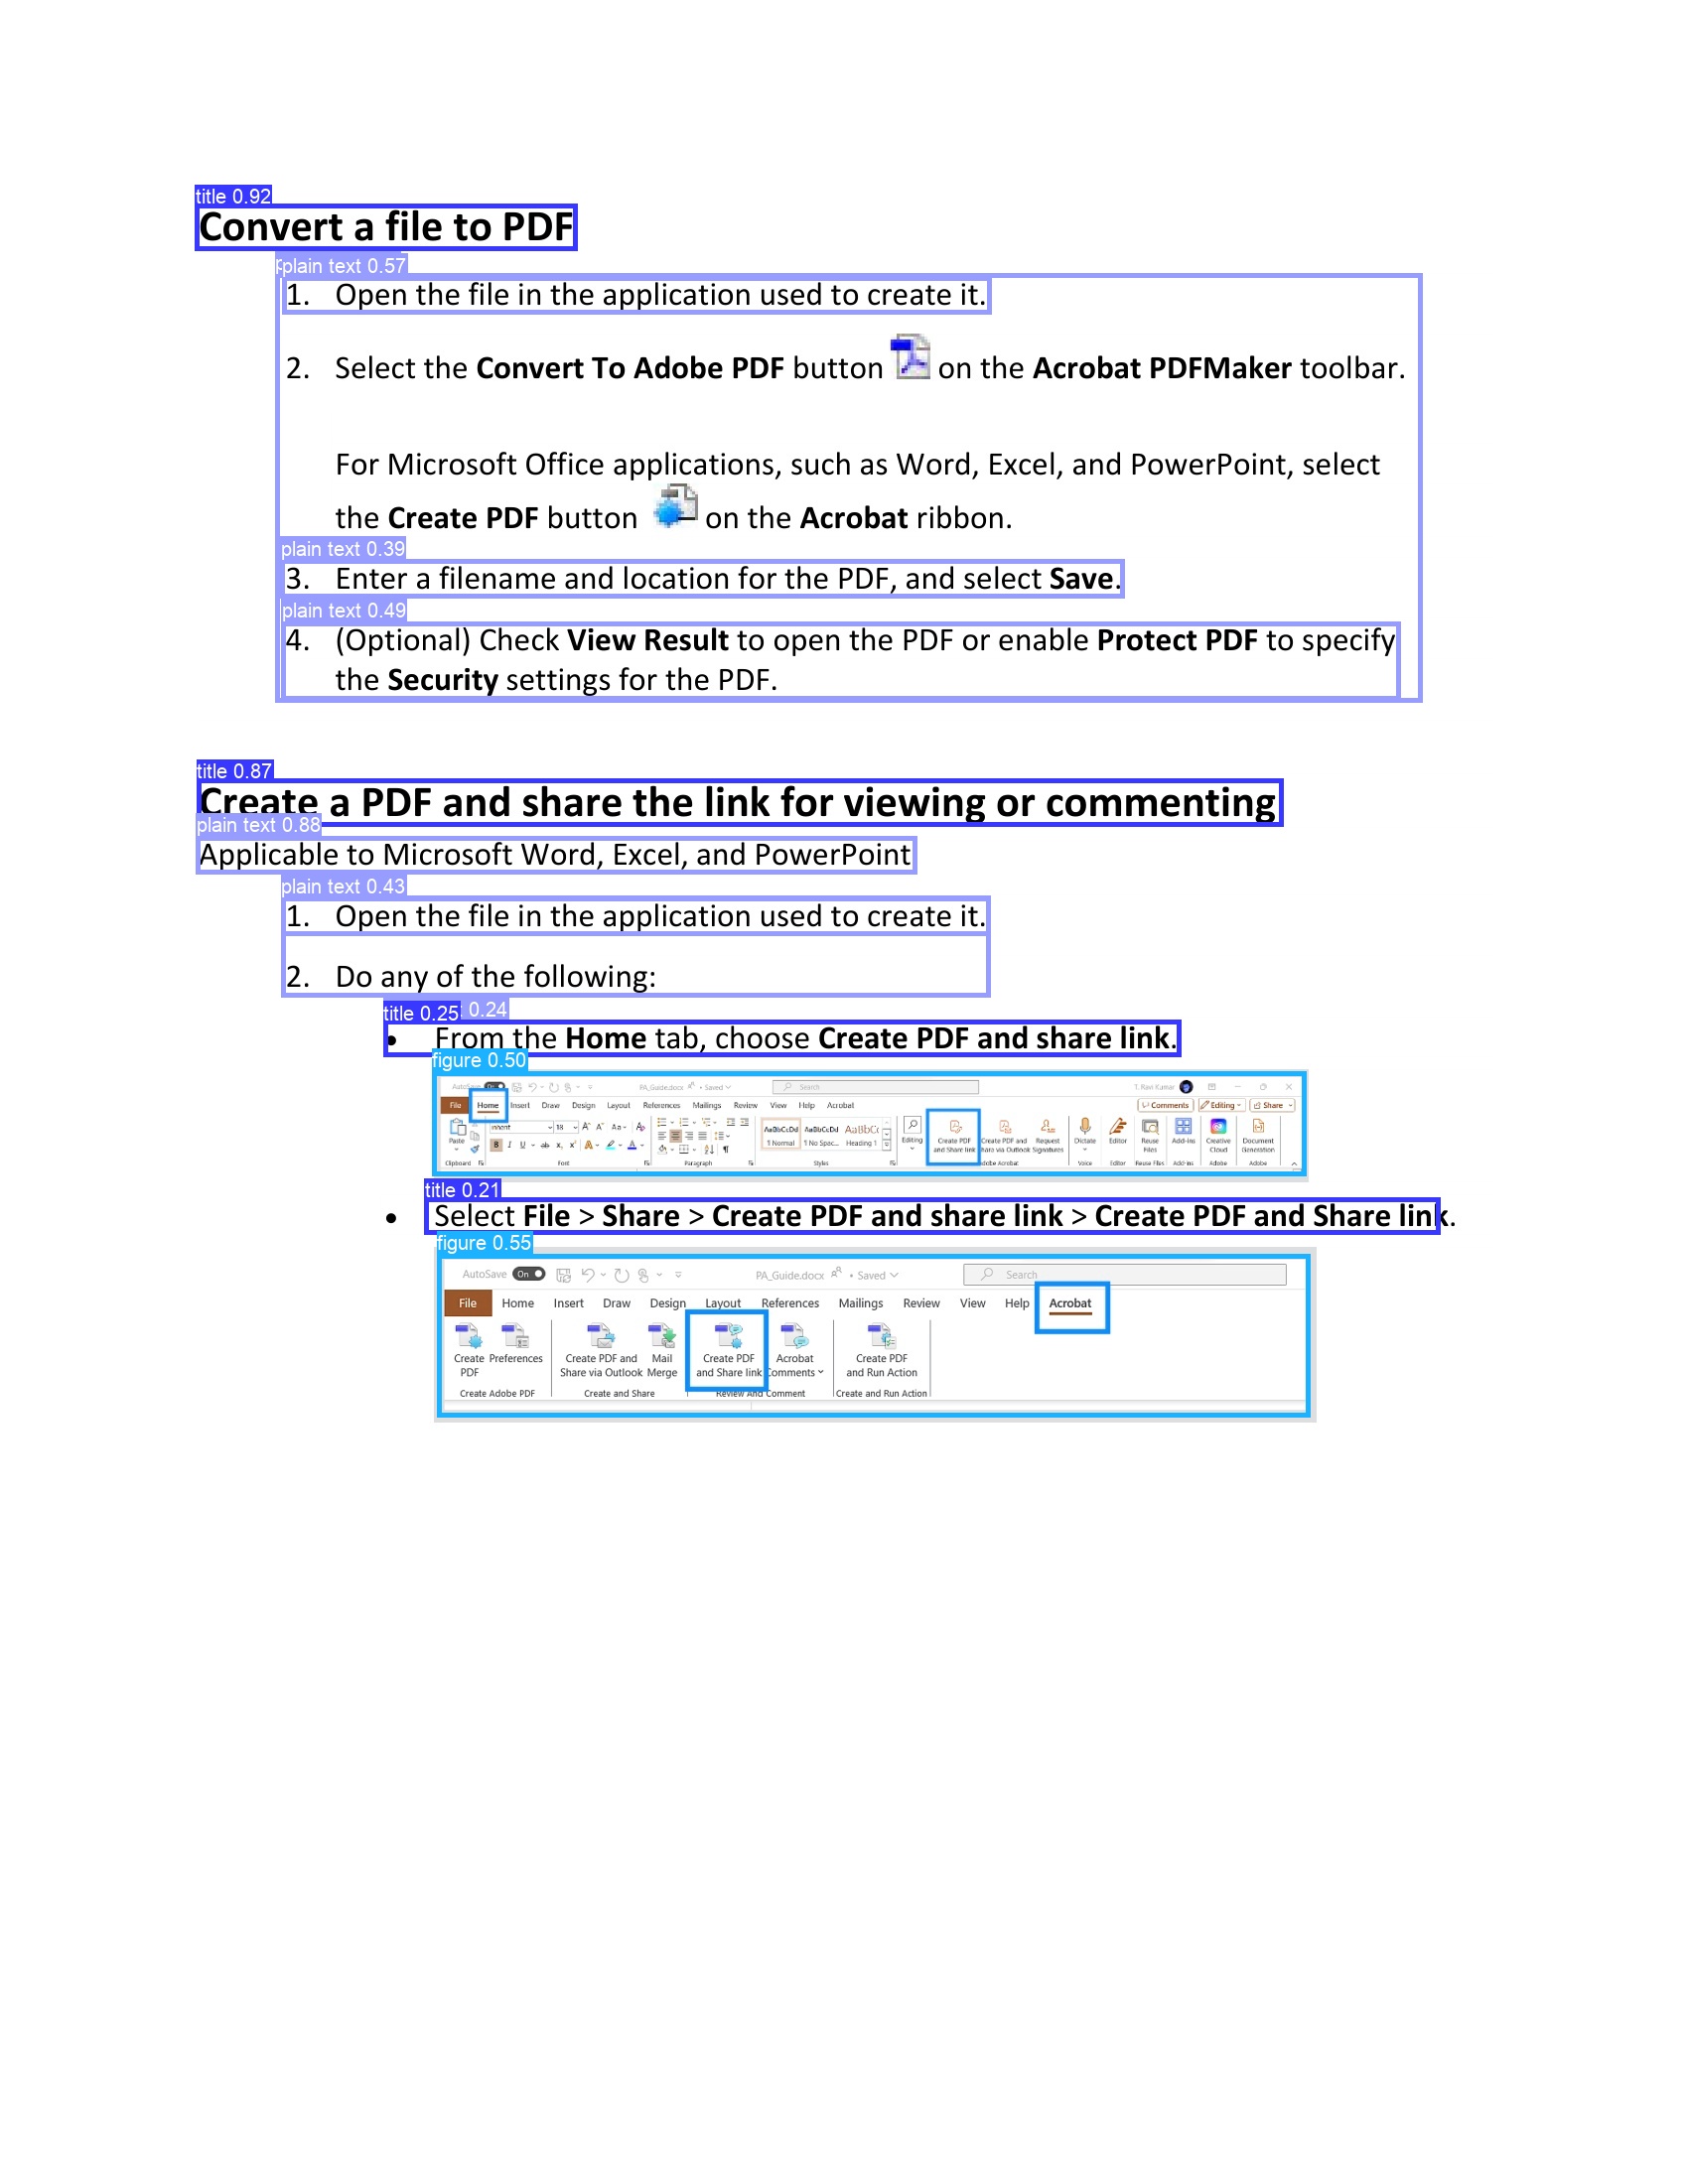 title 0.92
Convert a file to PDF
plain text 0.57
1. Open the file in the application used to create it.
2. Select the Convert To Adobe PDF button on the Acrobat PDFMaker toolbar.
For Microsoft Office applications, such as Word, Excel, and PowerPoint, select
the Create PDF button on the Acrobat ribbon.
plain text 0.39
3. Enter a filename and location for the PDF, and select Save.
plain text 0.49
4. (Optional) Check View Result to open the PDF or enable Protect PDF to specify
the Security settings for the PDF.
title 0.87
Create a PDF and share the link for viewing or commenting
plain text 0.88
Applicable to Microsoft Word, Excel, and PowerPoint
plain text 0.43
1. Open the file in the application used to create it.
2. Do any of the following:
title 0.25 0.24
• From the Home tab, choose Create PDF and share link.
figure 0.50
AutoSave On PA_Guide.docx • Saved Search T. Ravi Kumar
File Home Insert Draw Design Layout References Mailings Review View Help Acrobat Comments Editing Share
Paste 18 Aa AaBbCcDd AaBbCcDd AaBbCc Editing Create PDF and Share link Create PDF and Share via Outlook Request Signatures Dictate Editor Reuse Files Add-ins Creative Cloud Document Generation
1 Normal 1 No Spac... Heading 1
Clipboard Font Paragraph Styles Adobe Acrobat Voice Editor Reuse Files Add-ins Adobe Adobe
title 0.21
• Select File > Share > Create PDF and share link > Create PDF and Share link.
figure 0.55
AutoSave On PA_Guide.docx • Saved Search
File Home Insert Draw Design Layout References Mailings Review View Help Acrobat
Create Preferences Create PDF and Mail Create PDF Acrobat Create PDF
PDF Share via Outlook Merge and Share link Comments and Run Action
Create Adobe PDF Create and Share Review And Comment Create and Run Action